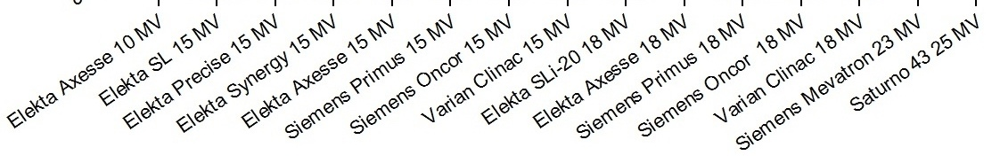 Elekta Axesse 10 MV
Elekta SL 15 MV
Elekta Precise 15 MV
Elekta Synergy 15 MV
Elekta Axesse 15 MV
Siemens Primus 15 MV
Siemens Oncor 15 MV
Varian Clinac 15 MV
Elekta SLi-20 18 MV
Elekta Axesse 18 MV
Siemens Primus 18 MV
Siemens Oncor  18 MV
Varian Clinac 18 MV
Siemens Mevatron 23 MV
Saturno 43 25 MV